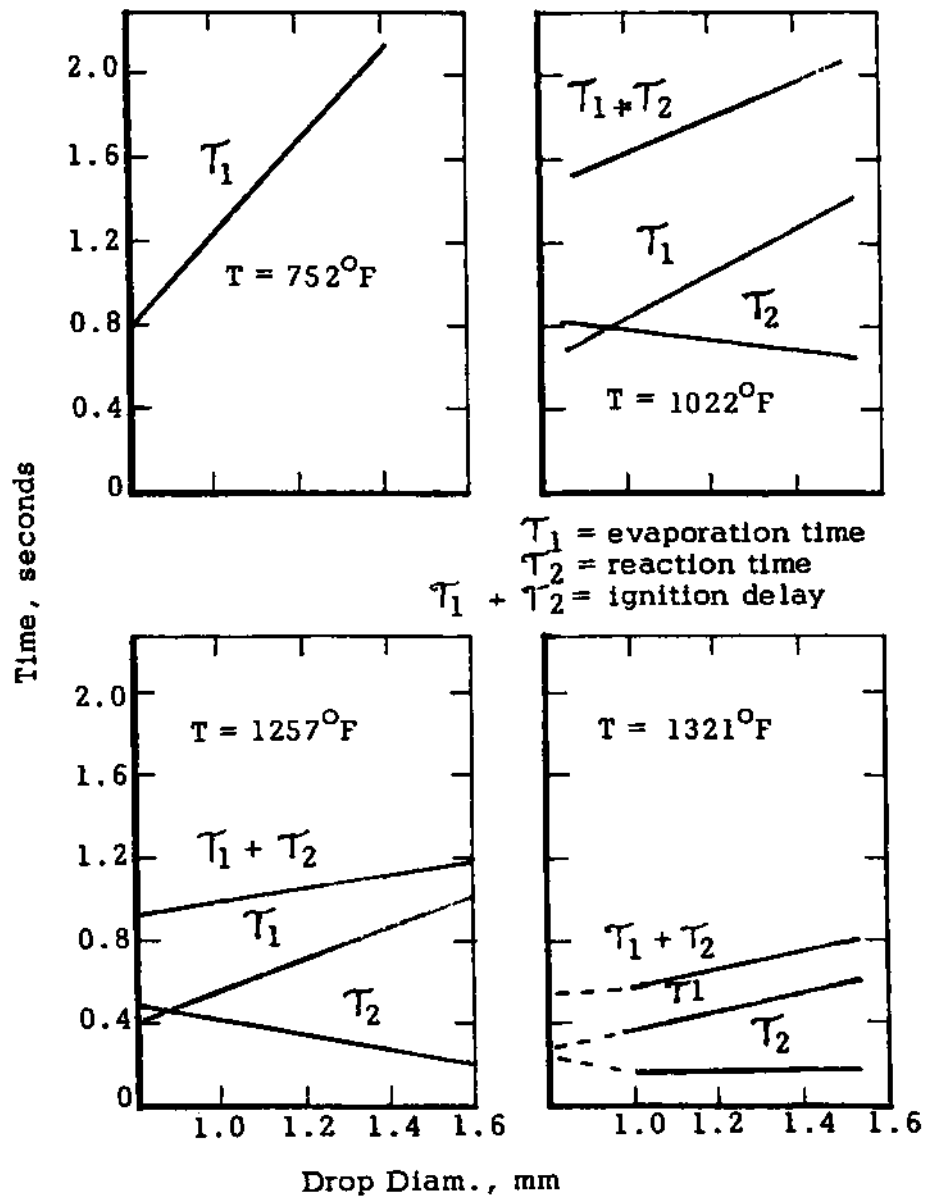 2.0
1.6
1.2
0.8
0.4
0
τ1
T = 752°F
τ1 + τ2
τ1
τ2
T = 1022°F
Time, seconds
τ1 = evaporation time
τ2 = reaction time
τ1 + τ2 = ignition delay
2.0
1.6
1.2
0.8
0.4
0
T = 1257°F
τ1 + τ2
τ1
τ2
1.0 1.2 1.4 1.6
T = 1321°F
τ1 + τ2
τ1
τ2
1.0 1.2 1.4 1.6
Drop Diam., mm